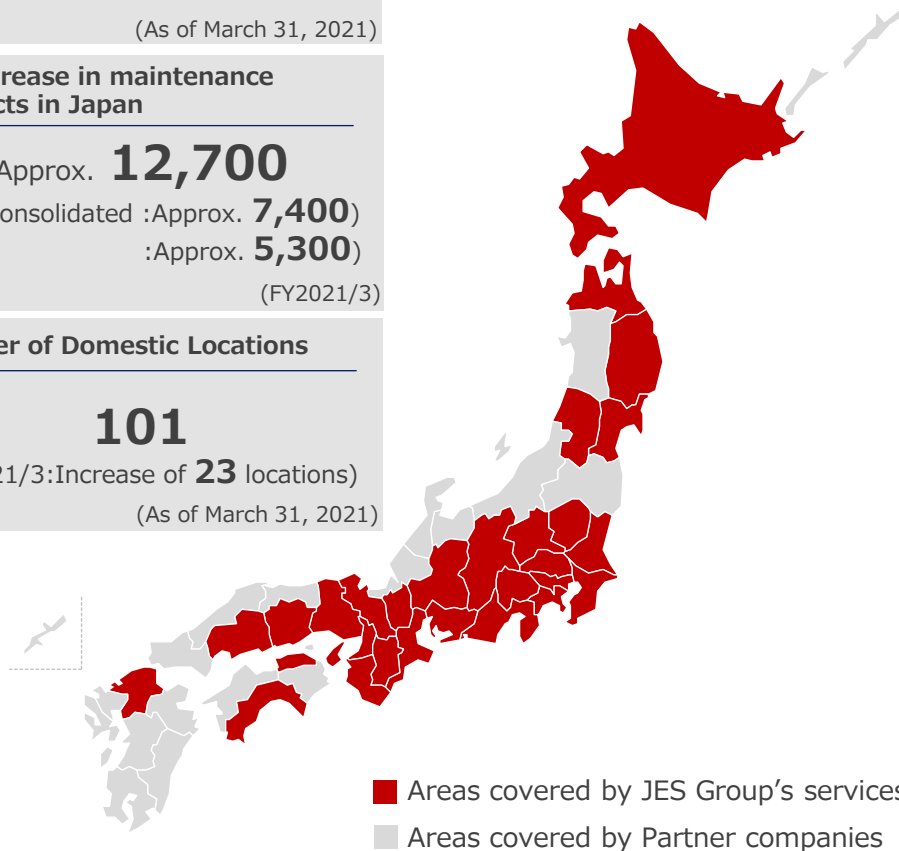 (As of March 31, 2021)
rease in maintenance
cts in Japan
Approx. 12,700
onsolidated :Approx. 7,400)
:Approx. 5,300)
(FY2021/3)
er of Domestic Locations
101
21/3:Increase of 23 locations)
(As of March 31, 2021)
Areas covered by JES Group’s services
Areas covered by Partner companies